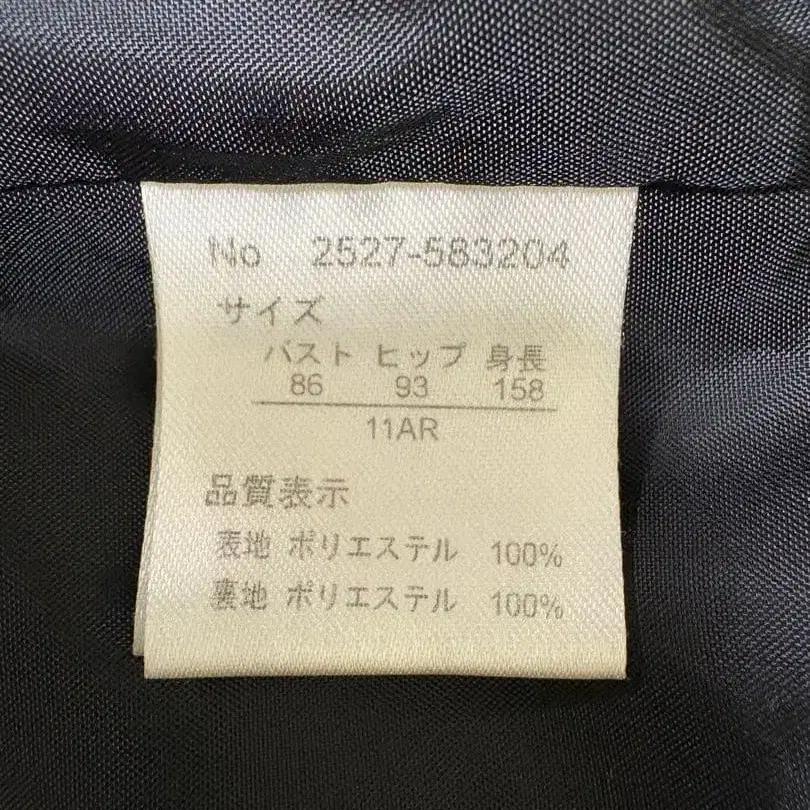 No 2527-583204
サイズ
バスト ヒップ 身長
86 93 158
11AR
品質表示
表地 ポリエステル 100%
裏地 ポリエステル 100%